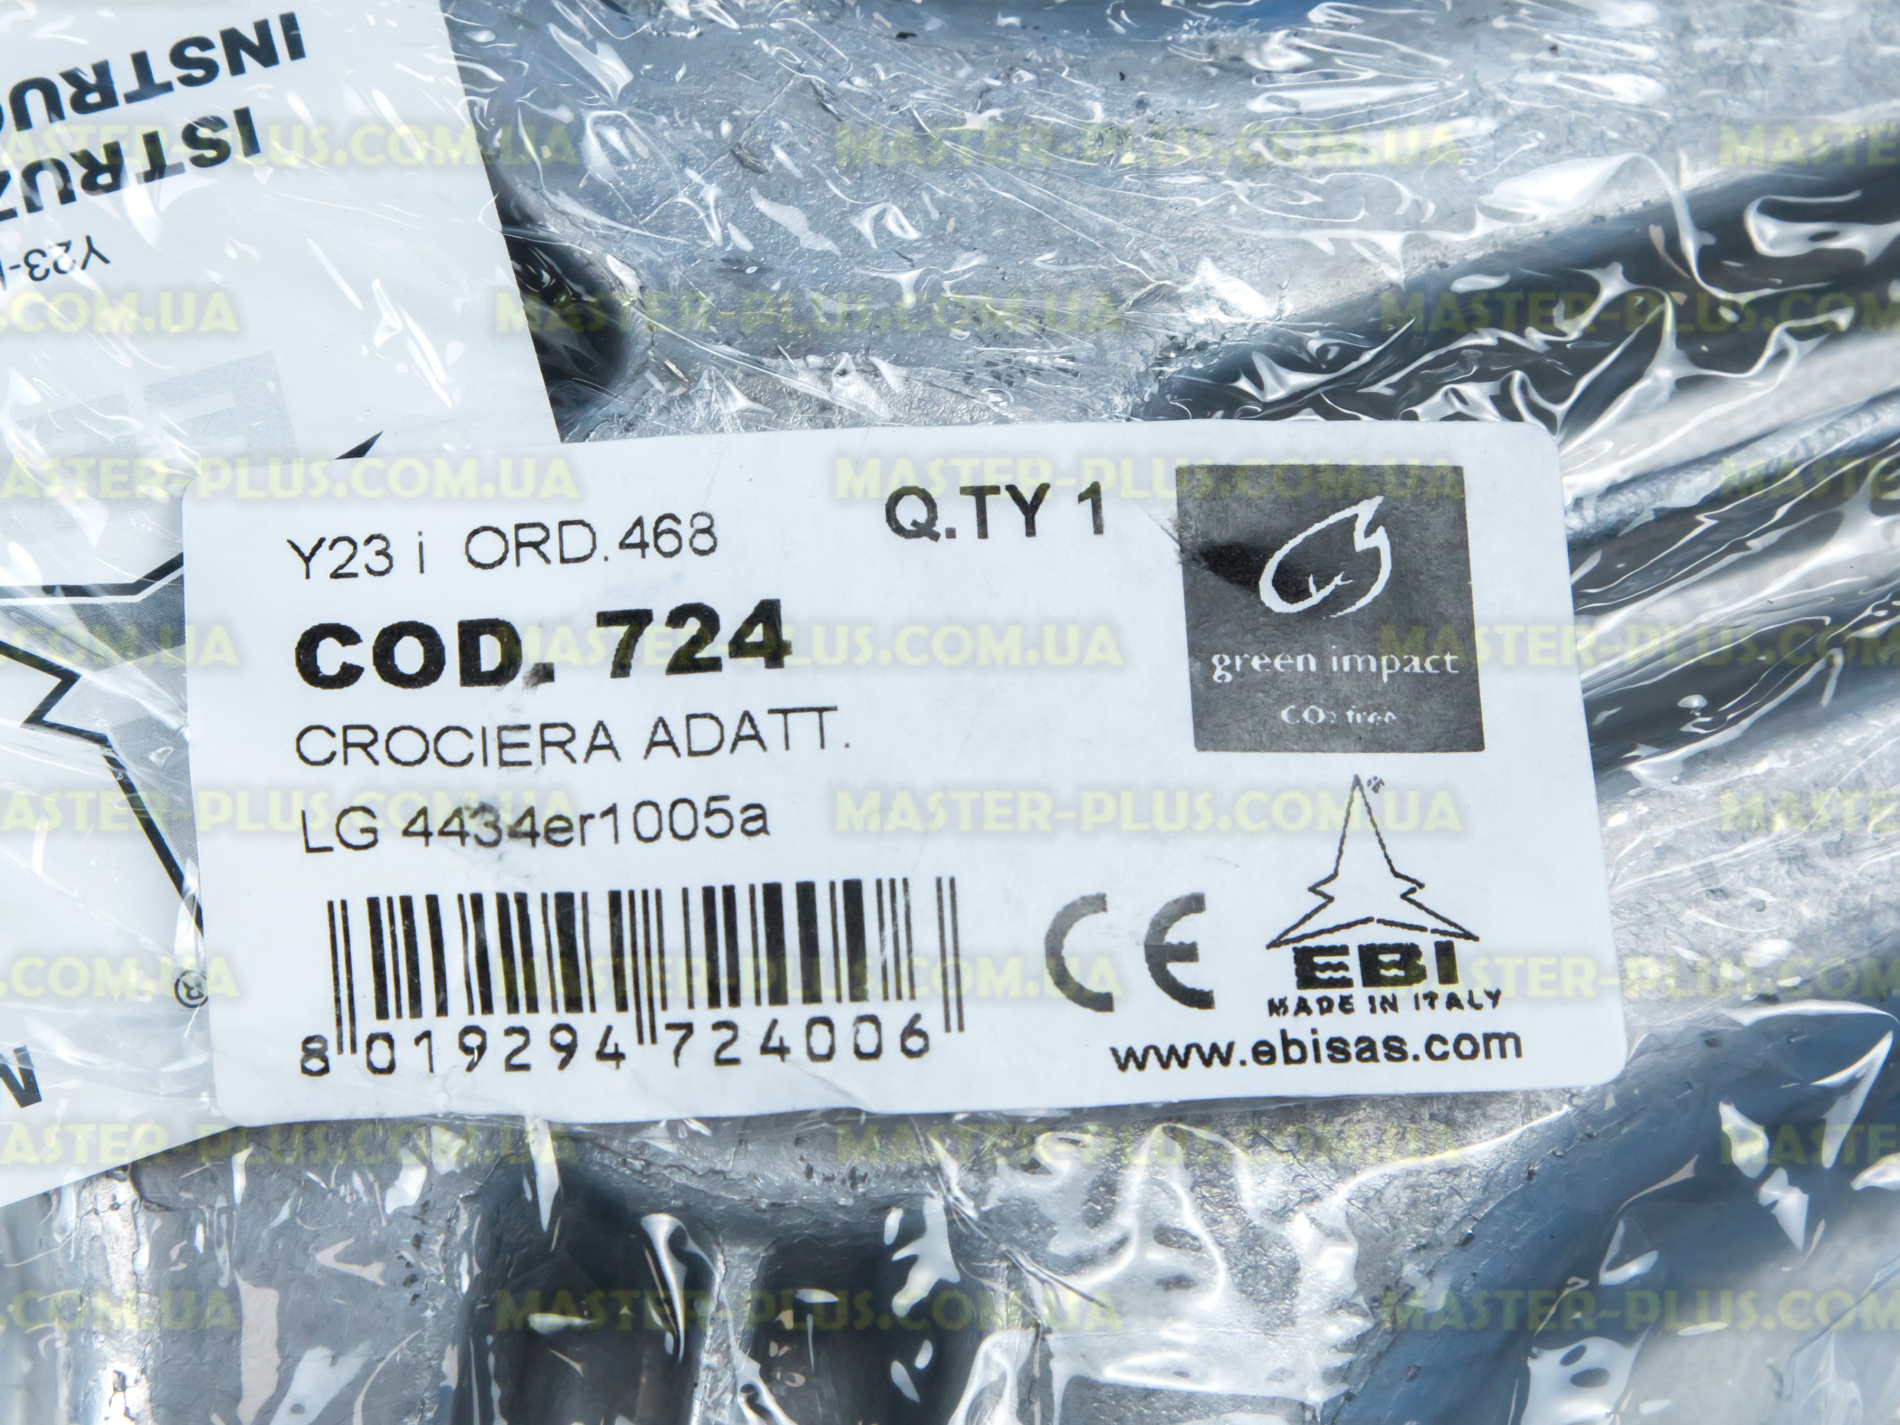 INSTRUC
ISTRUZ
Y23-
Y23 i ORD.468
Q.TY 1
COD. 724
CROCIERA ADATT.
LG 4434er1005a
8 019294 724006
green impact
CO2 free
CE
®
EBI
MADE IN ITALY
www.ebisas.com
®
MASTER-PLUS.COM.UA